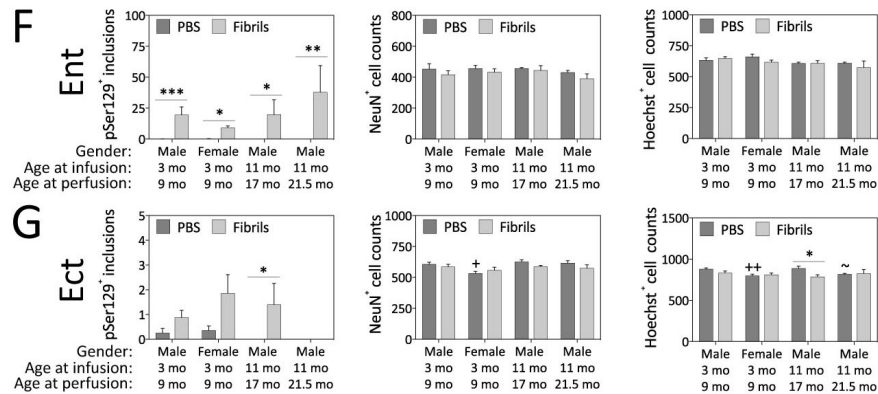 F
Ent
pSer129⁺ inclusions
100
75
50
25
0
PBS Fibrils
*** * * **
Gender: Male Female Male Male
Age at infusion: 3 mo 3 mo 11 mo 11 mo
Age at perfusion: 9 mo 9 mo 17 mo 21.5 mo
NeuN⁺ cell counts
800
600
400
200
0
PBS Fibrils
Male Female Male Male
3 mo 3 mo 11 mo 11 mo
9 mo 9 mo 17 mo 21.5 mo
Hoechst⁺ cell counts
1000
750
500
250
0
PBS Fibrils
Male Female Male Male
3 mo 3 mo 11 mo 11 mo
9 mo 9 mo 17 mo 21.5 mo
G
Ect
pSer129⁺ inclusions
5
4
3
2
1
0
PBS Fibrils
*
Gender: Male Female Male Male
Age at infusion: 3 mo 3 mo 11 mo 11 mo
Age at perfusion: 9 mo 9 mo 17 mo 21.5 mo
NeuN⁺ cell counts
1000
750
500
250
0
PBS Fibrils
+
Male Female Male Male
3 mo 3 mo 11 mo 11 mo
9 mo 9 mo 17 mo 21.5 mo
Hoechst⁺ cell counts
1500
1000
500
0
PBS Fibrils
++ * ~
Male Female Male Male
3 mo 3 mo 11 mo 11 mo
9 mo 9 mo 17 mo 21.5 mo